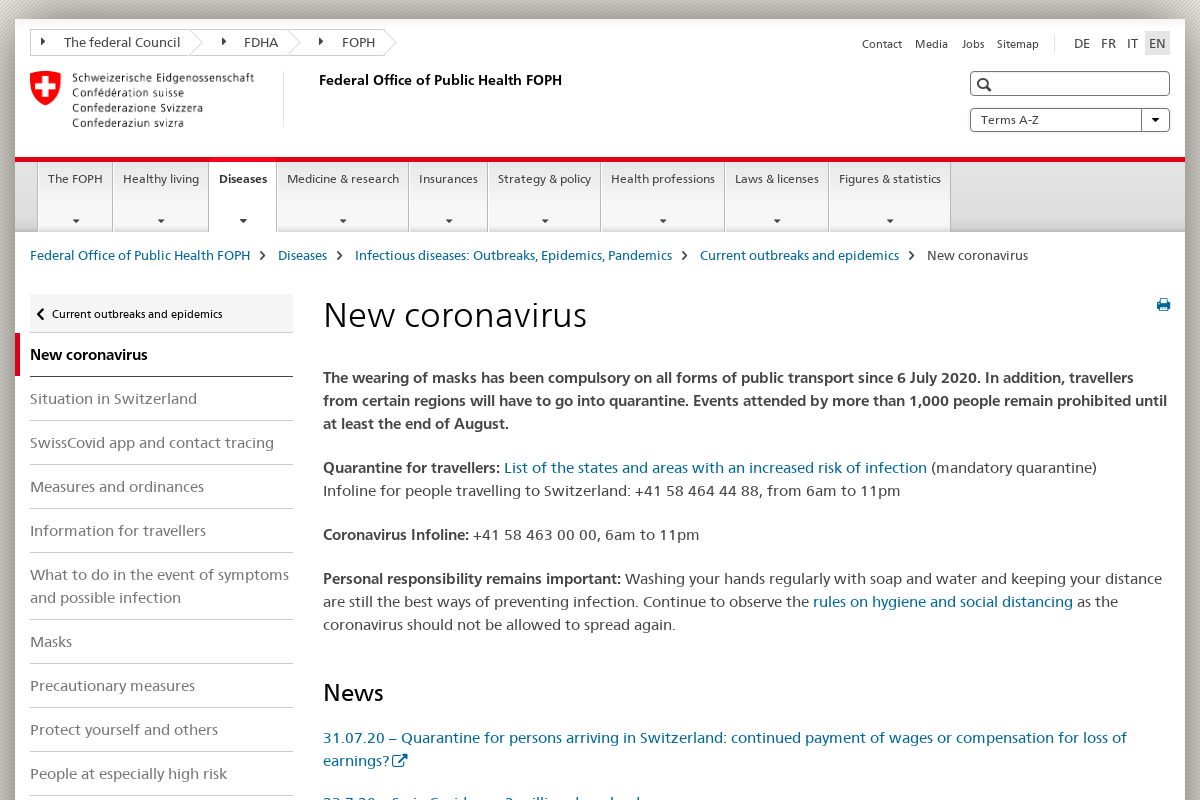 The federal Council
FDHA
FOPH
Contact
Media
Jobs
Sitemap
DE
FR
IT
EN
Schweizerische Eidgenossenschaft
Confédération suisse
Confederazione Svizzera
Confederaziun svizra
Federal Office of Public Health FOPH
Terms A-Z
The FOPH
Healthy living
Diseases
Medicine & research
Insurances
Strategy & policy
Health professions
Laws & licenses
Figures & statistics
Federal Office of Public Health FOPH
Diseases
Infectious diseases: Outbreaks, Epidemics, Pandemics
Current outbreaks and epidemics
New coronavirus
Current outbreaks and epidemics
New coronavirus
Situation in Switzerland
SwissCovid app and contact tracing
Measures and ordinances
Information for travellers
What to do in the event of symptoms
and possible infection
Masks
Precautionary measures
Protect yourself and others
People at especially high risk
New coronavirus
The wearing of masks has been compulsory on all forms of public transport since 6 July 2020. In addition, travellers
from certain regions will have to go into quarantine. Events attended by more than 1,000 people remain prohibited until
at least the end of August.
Quarantine for travellers: List of the states and areas with an increased risk of infection (mandatory quarantine)
Infoline for people travelling to Switzerland: +41 58 464 44 88, from 6am to 11pm
Coronavirus Infoline: +41 58 463 00 00, 6am to 11pm
Personal responsibility remains important: Washing your hands regularly with soap and water and keeping your distance
are still the best ways of preventing infection. Continue to observe the rules on hygiene and social distancing as the
coronavirus should not be allowed to spread again.
News
31.07.20 – Quarantine for persons arriving in Switzerland: continued payment of wages or compensation for loss of
earnings?